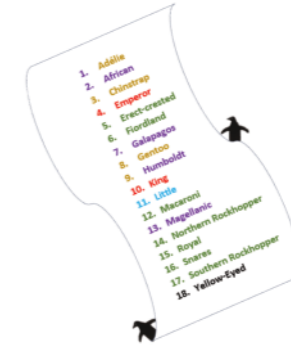 1. Adélie
2. African
3. Chinstrap
4. Emperor
5. Erect-crested
6. Fiordland
7. Galapagos
8. Gentoo
9. Humboldt
10. King
11. Little
12. Macaroni
13. Magellanic
14. Northern Rockhopper
15. Royal
16. Snares
17. Southern Rockhopper
18. Yellow-Eyed